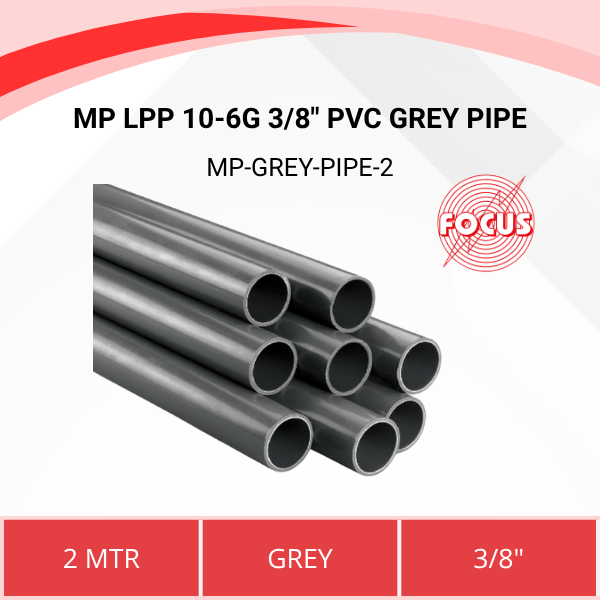 MP LPP 10-6G 3/8" PVC GREY PIPE
MP-GREY-PIPE-2
FOCUS
2 MTR
GREY
3/8"